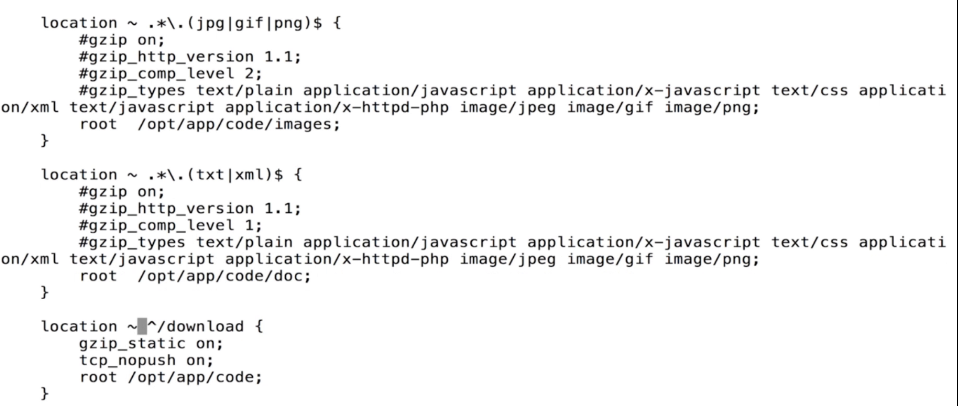 location ~ .*\.(jpg|gif|png)$ {
#gzip on;
#gzip_http_version 1.1;
#gzip_comp_level 2;
#gzip_types text/plain application/javascript application/x-javascript text/css applicati
on/xml text/javascript application/x-httpd-php image/jpeg image/gif image/png;
root  /opt/app/code/images;
}
location ~ .*\.(txt|xml)$ {
#gzip on;
#gzip_http_version 1.1;
#gzip_comp_level 1;
#gzip_types text/plain application/javascript application/x-javascript text/css applicati
on/xml text/javascript application/x-httpd-php image/jpeg image/gif image/png;
root  /opt/app/code/doc;
}
location ~ ^/download {
gzip_static on;
tcp_nopush on;
root /opt/app/code;
}